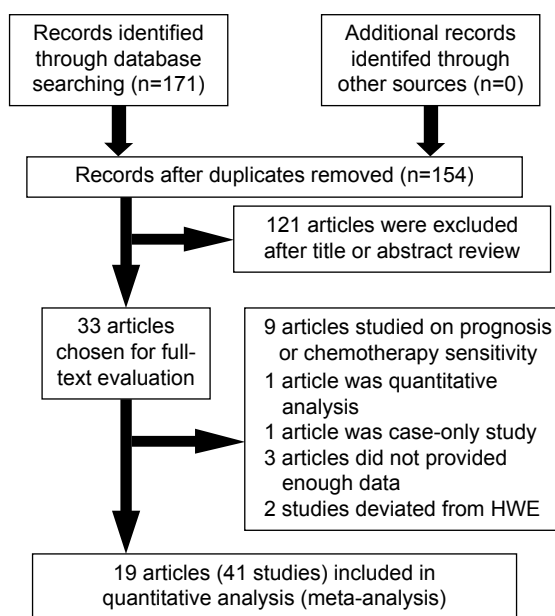 Records identified
through database
searching (n=171)
Additional records
identifed through
other sources (n=0)
Records after duplicates removed (n=154)
121 articles were excluded
after title or abstract review
33 articles
chosen for full-
text evaluation
9 articles studied on prognosis
or chemotherapy sensitivity
1 article was quantitative
analysis
1 article was case-only study
3 articles did not provided
enough data
2 studies deviated from HWE
19 articles (41 studies) included in
quantitative analysis (meta-analysis)